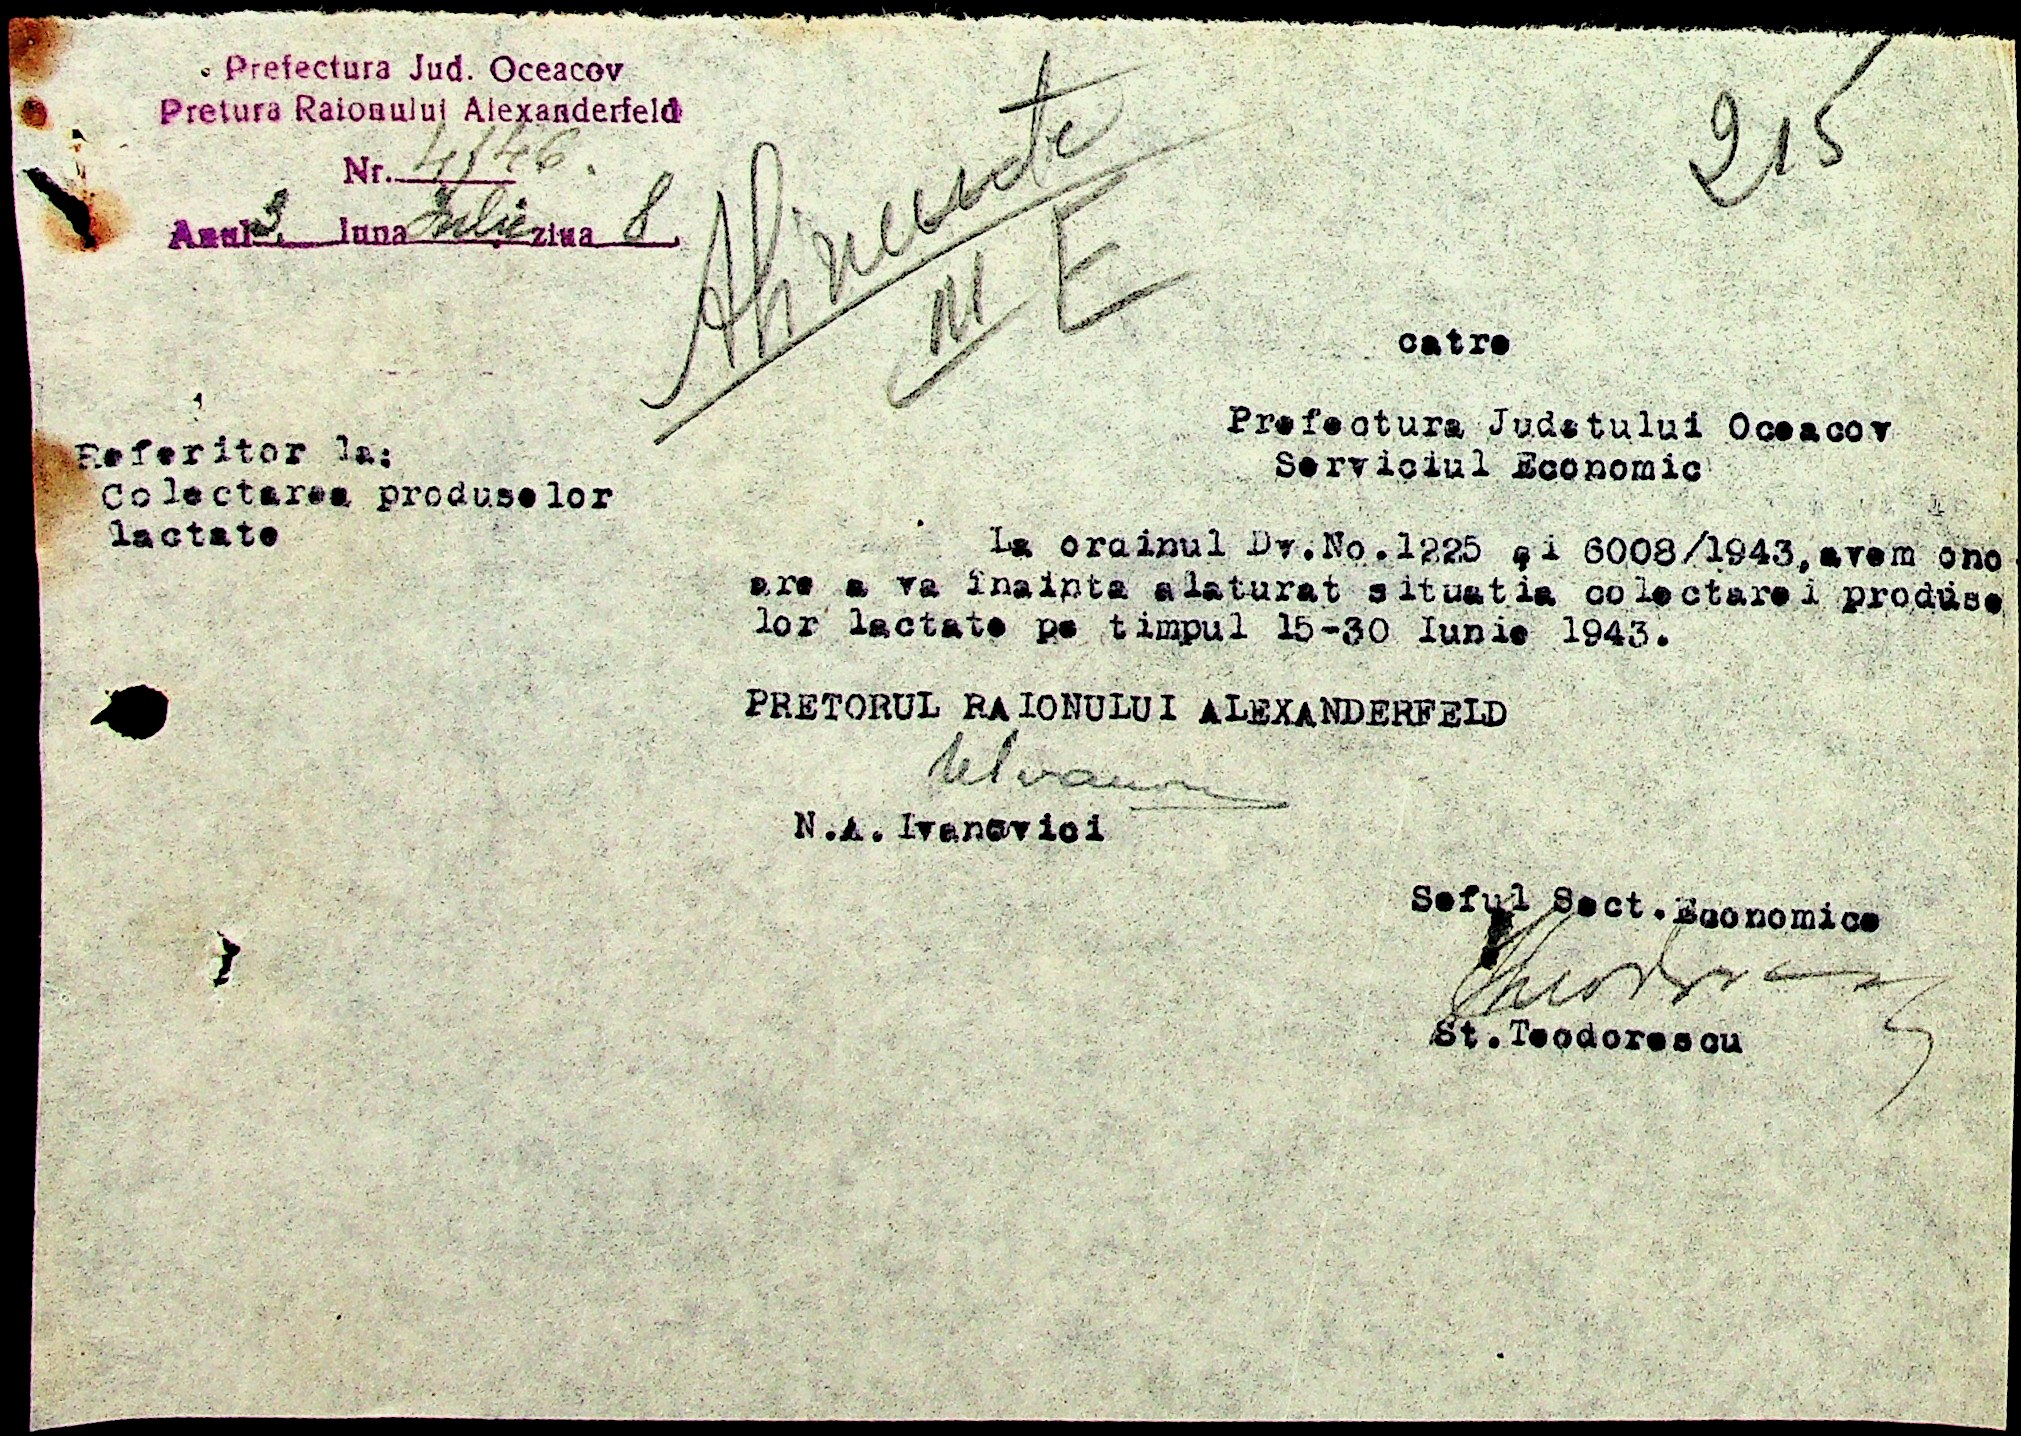 Prefectura Jud. Oceacov
Pretura Raionului Alexanderfeld
Nr. 4146.
Anul 3. luna Iulie ziua 8.
Alimente
215
catre
Prefectura Judetului Oceacov
Serviciul Economic
Referitor la:
Colectarea produselor
lactate
La ordinul Dv.No.1225 și 6008/1943, avem ono
are a va înainta alaturat situatia colectarei produse
lor lactate pe timpul 15-30 Iunie 1943.
PRETORUL RAIONULUI ALEXANDERFELD
N.A. Ivanovici
Seful Sect.Economice
St.Teodorescu